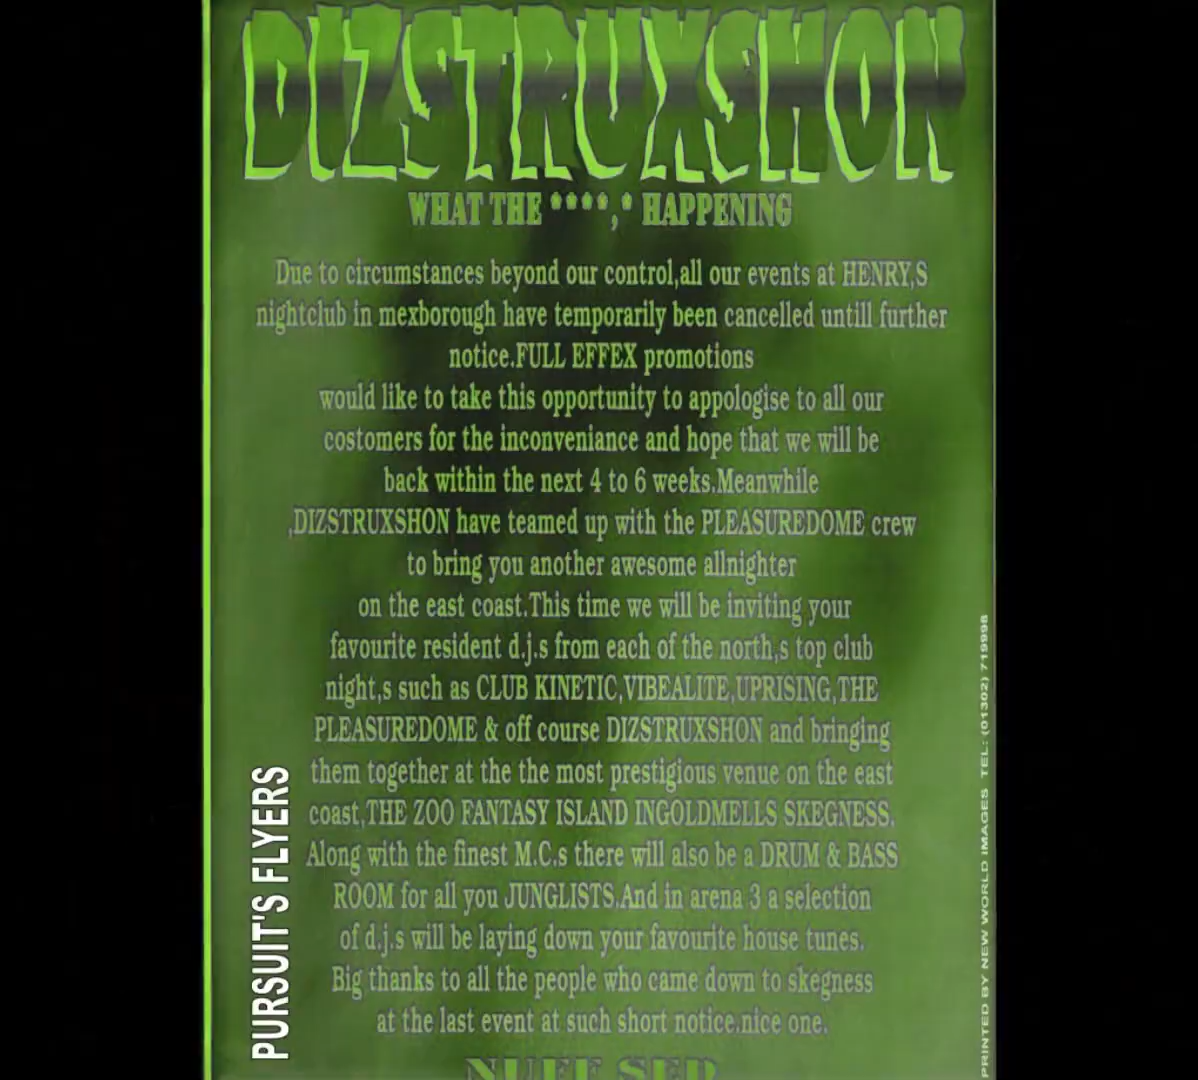 DIZSTRUXSHON
WHAT THE ****,* HAPPENING
Due to circumstances beyond our control,all our events at HENRY,S
nightclub in mexborough have temporarily been cancelled untill further
notice.FULL EFFEX promotions
would like to take this opportunity to appologise to all our
costomers for the inconveniance and hope that we will be
back within the next 4 to 6 weeks.Meanwhile
,DIZSTRUXSHON have teamed up with the PLEASUREDOME crew
to bring you another awesome allnighter
on the east coast.This time we will be inviting your
favourite resident d.j.s from each of the north,s top club
night,s such as CLUB KINETIC,VIBEALITE,UPRISING,THE
PLEASUREDOME & off course DIZSTRUXSHON and bringing
them together at the the most prestigious venue on the east
coast,THE ZOO FANTASY ISLAND INGOLDMELLS SKEGNESS.
Along with the finest M.C.s there will also be a DRUM & BASS
ROOM for all you JUNGLISTS.And in arena 3 a selection
of d.j.s will be laying down your favourite house tunes.
Big thanks to all the people who came down to skegness
at the last event at such short notice.nice one.
NUFF SED
PURSUIT'S FLYERS
PRINTED BY NEW WORLD IMAGES TEL: (01302) 719998